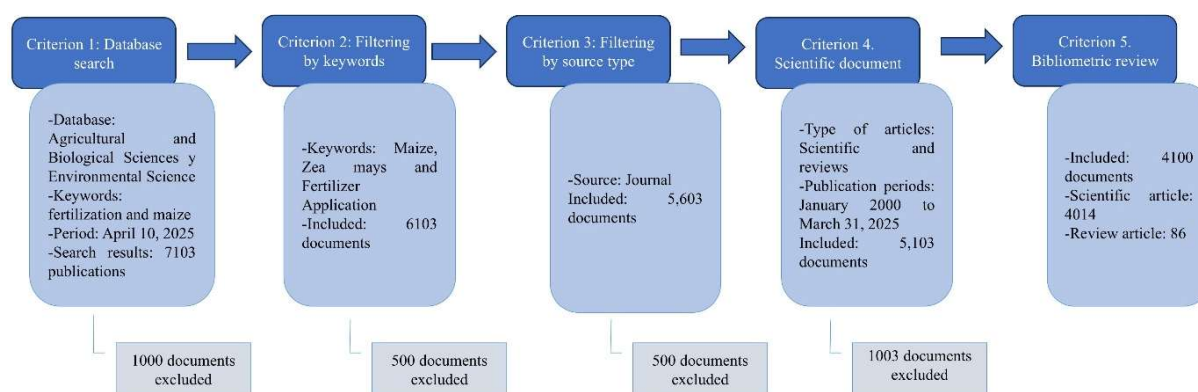 Criterion 1: Database
search
Criterion 2: Filtering
by keywords
Criterion 3: Filtering
by source type
Criterion 4.
Scientific document
Criterion 5.
Bibliometric review
-Database:
Agricultural and
Biological Sciences y
Environmental Science
-Keywords:
fertilization and maize
-Period: April 10, 2025
-Search results: 7103
publications
-Keywords: Maize,
Zea mays and
Fertilizer
Application
-Included: 6103
documents
-Source: Journal
Included: 5,603
documents
-Type of articles:
Scientific and
reviews
-Publication periods:
January 2000 to
March 31, 2025
Included: 5,103
documents
-Included: 4100
documents
-Scientific article:
4014
-Review article: 86
1000 documents
excluded
500 documents
excluded
500 documents
excluded
1003 documents
excluded